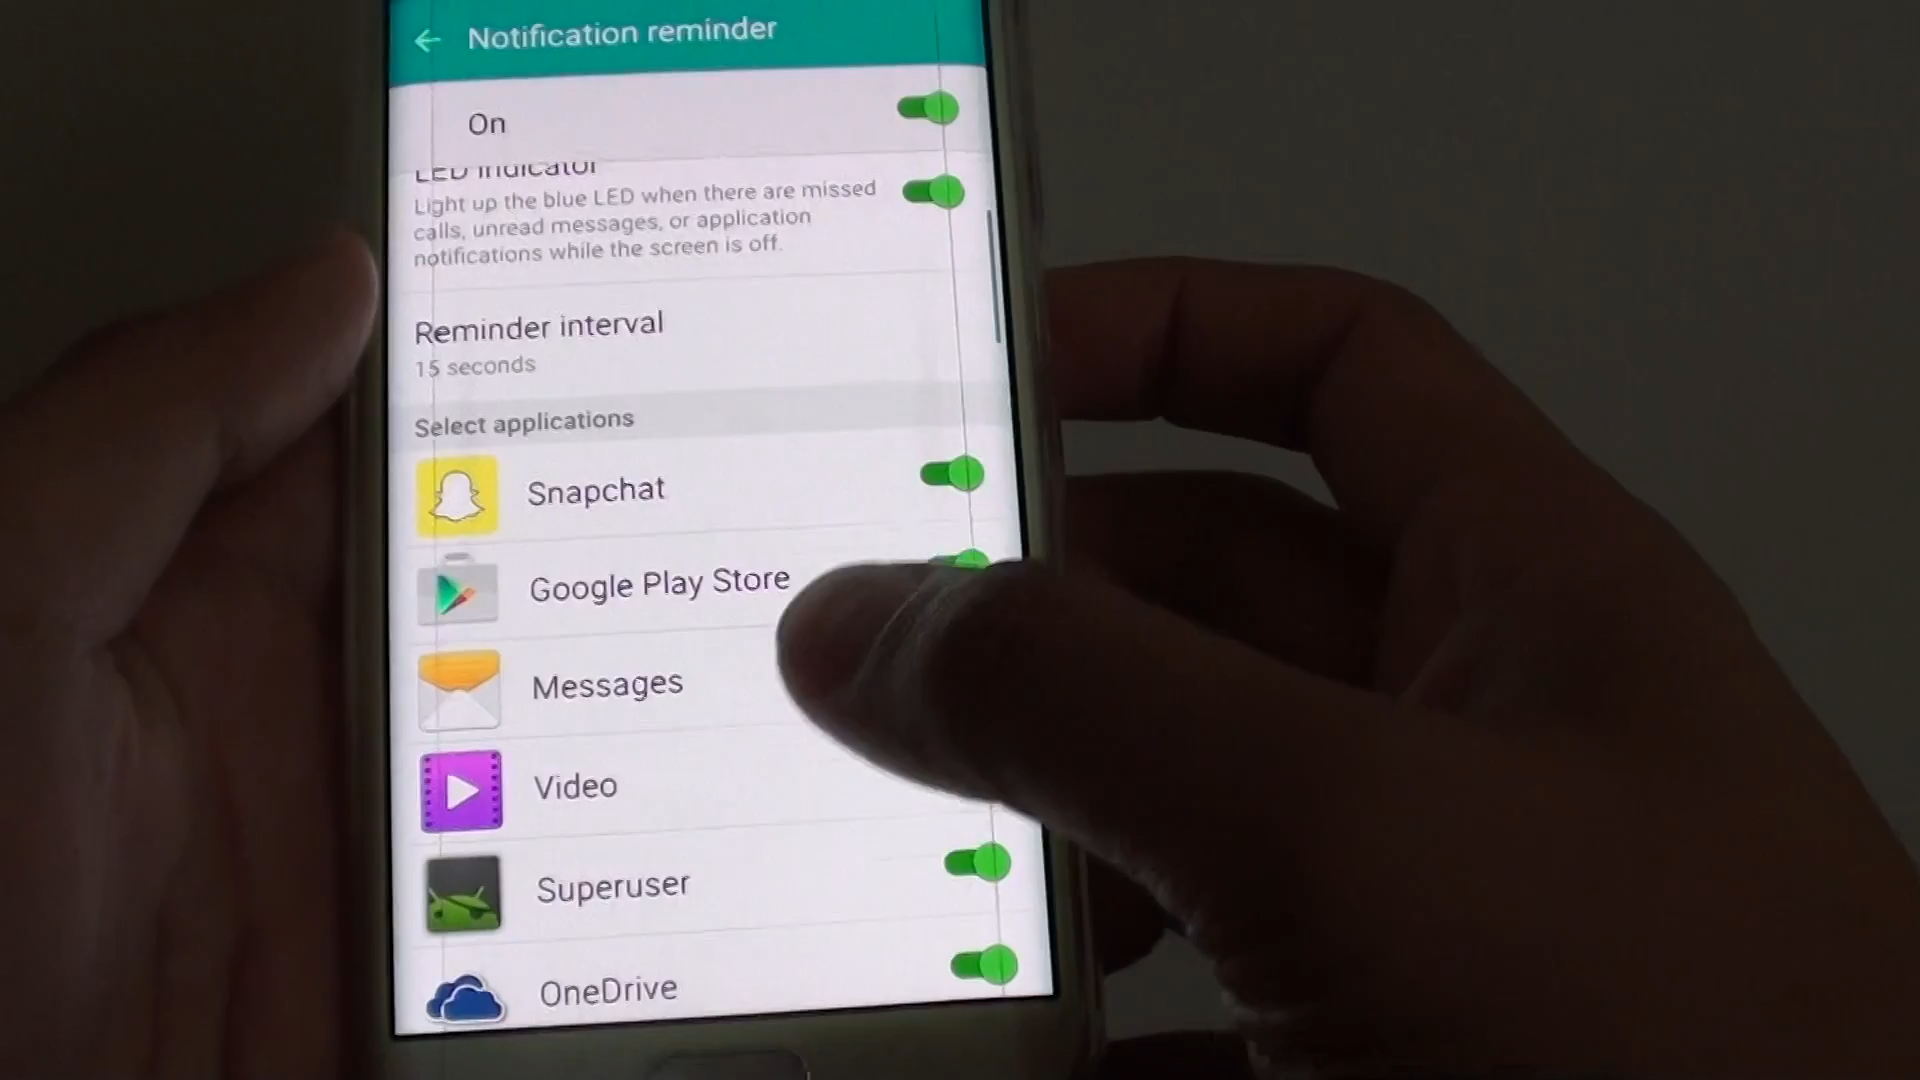 Notification reminder
On
LED indicator
Light up the blue LED when there are missed
calls, unread messages, or application
notifications while the screen is off.
Reminder interval
15 seconds
Select applications
Snapchat
Google Play Store
Messages
Video
Superuser
OneDrive